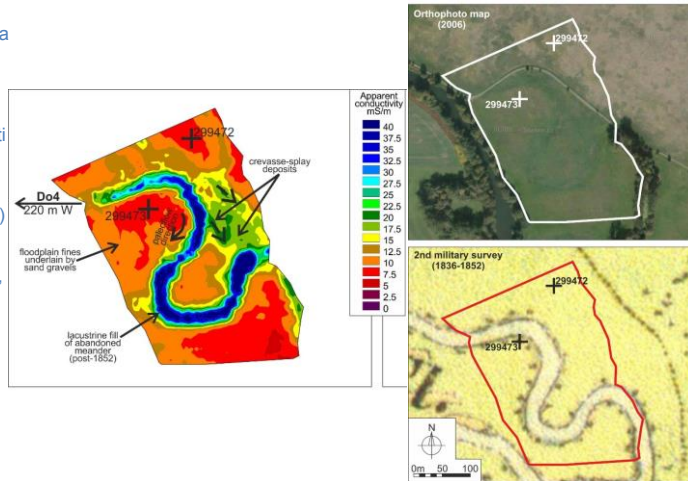 a
ti
)
,
Do4
220 m W
299472
299473
paleoflow
direction
crevasse-splay
deposits
floodplain fines
underlain by
sand gravels
lacustrine fill
of abandoned
meander
(post-1852)
Apparent
conductivity
mS/m
40
37.5
35
32.5
30
27.5
25
22.5
20
17.5
15
12.5
10
7.5
5
2.5
0
Orthophoto map
(2006)
299472
299473
2nd military survey
(1836-1852)
299472
299473
N
0m 50 100